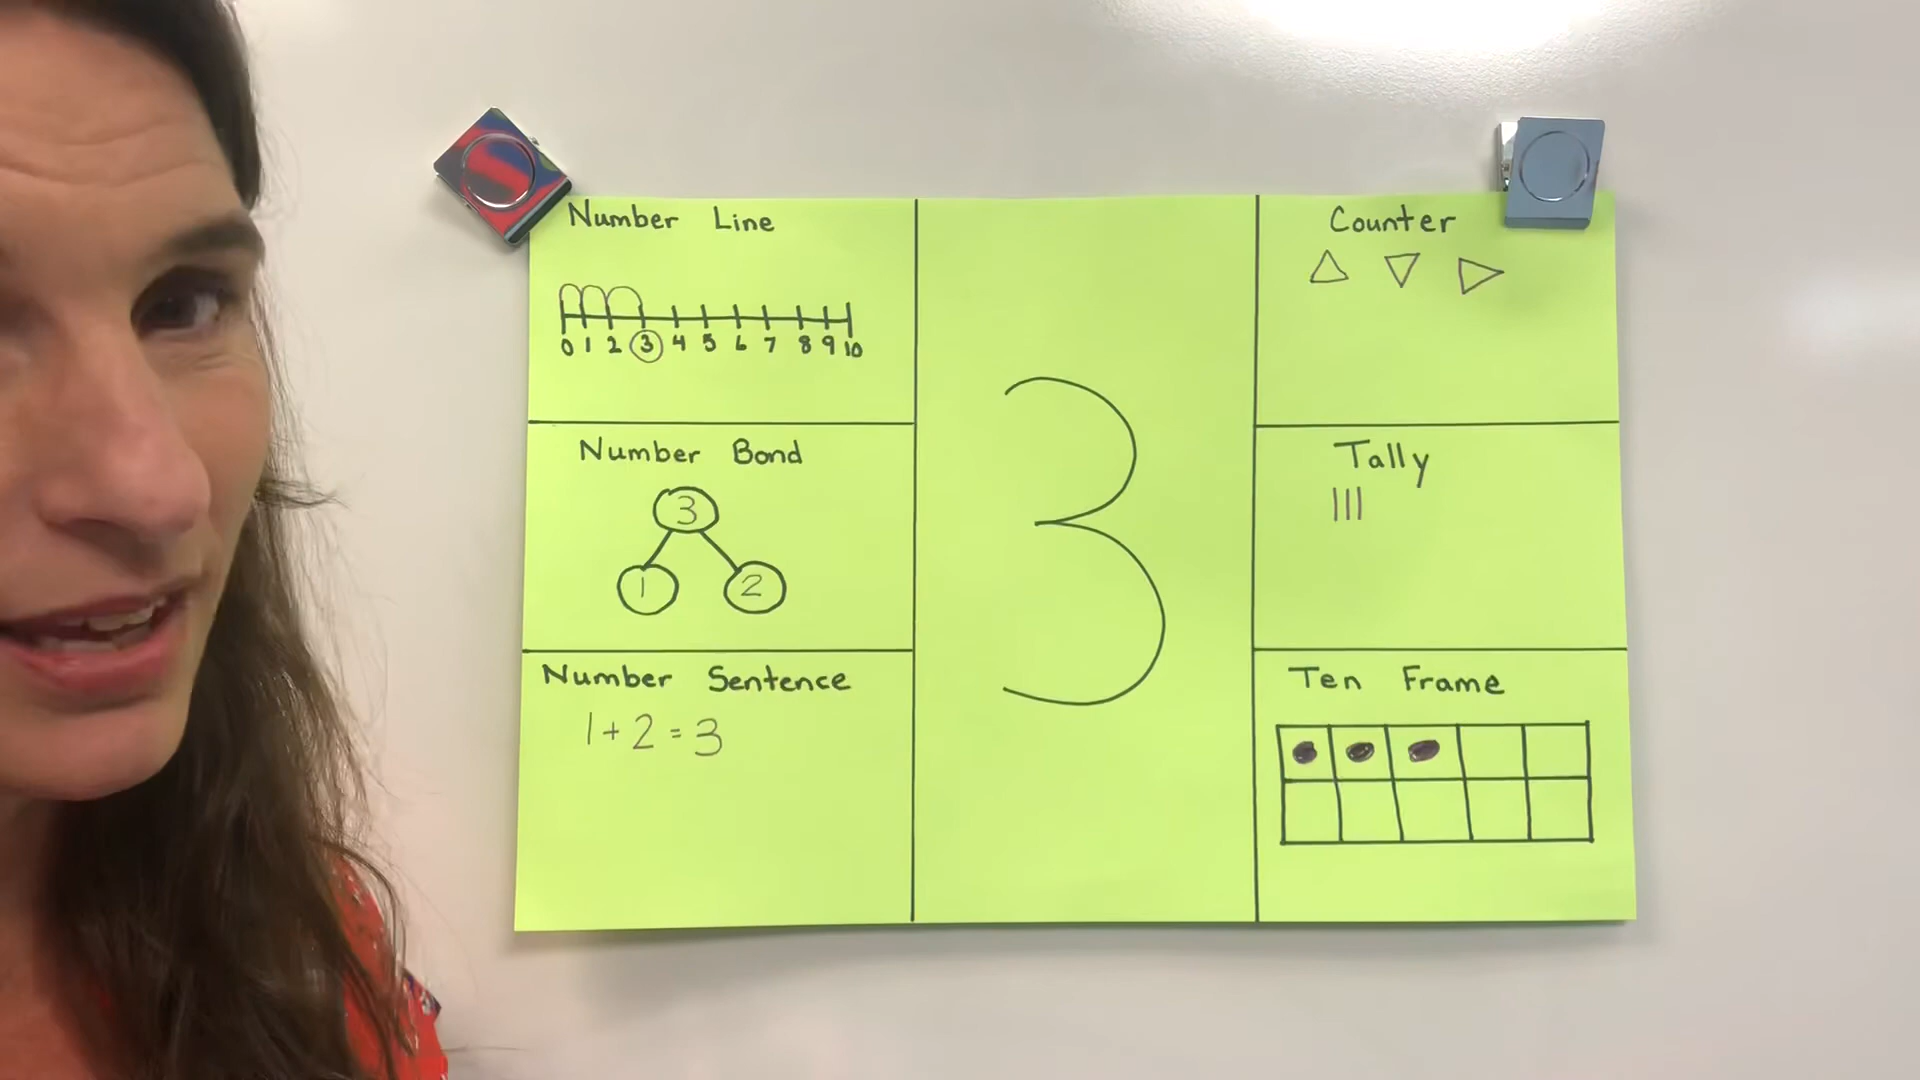 Number Line
0 1 2 3 4 5 6 7 8 9 10
Number Bond
3
1 2
Number Sentence
1 + 2 = 3
3
Counter
Tally
Ten Frame